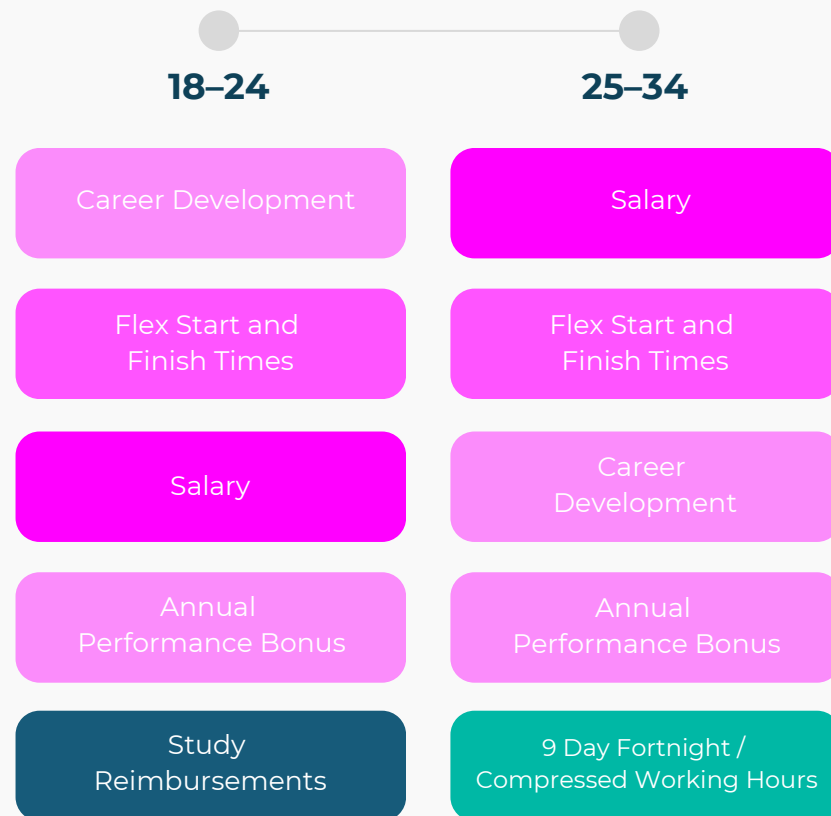 18–24
Career Development
Flex Start and
Finish Times
Salary
Annual
Performance Bonus
Study
Reimbursements
25–34
Salary
Flex Start and
Finish Times
Career
Development
Annual
Performance Bonus
9 Day Fortnight /
Compressed Working Hours